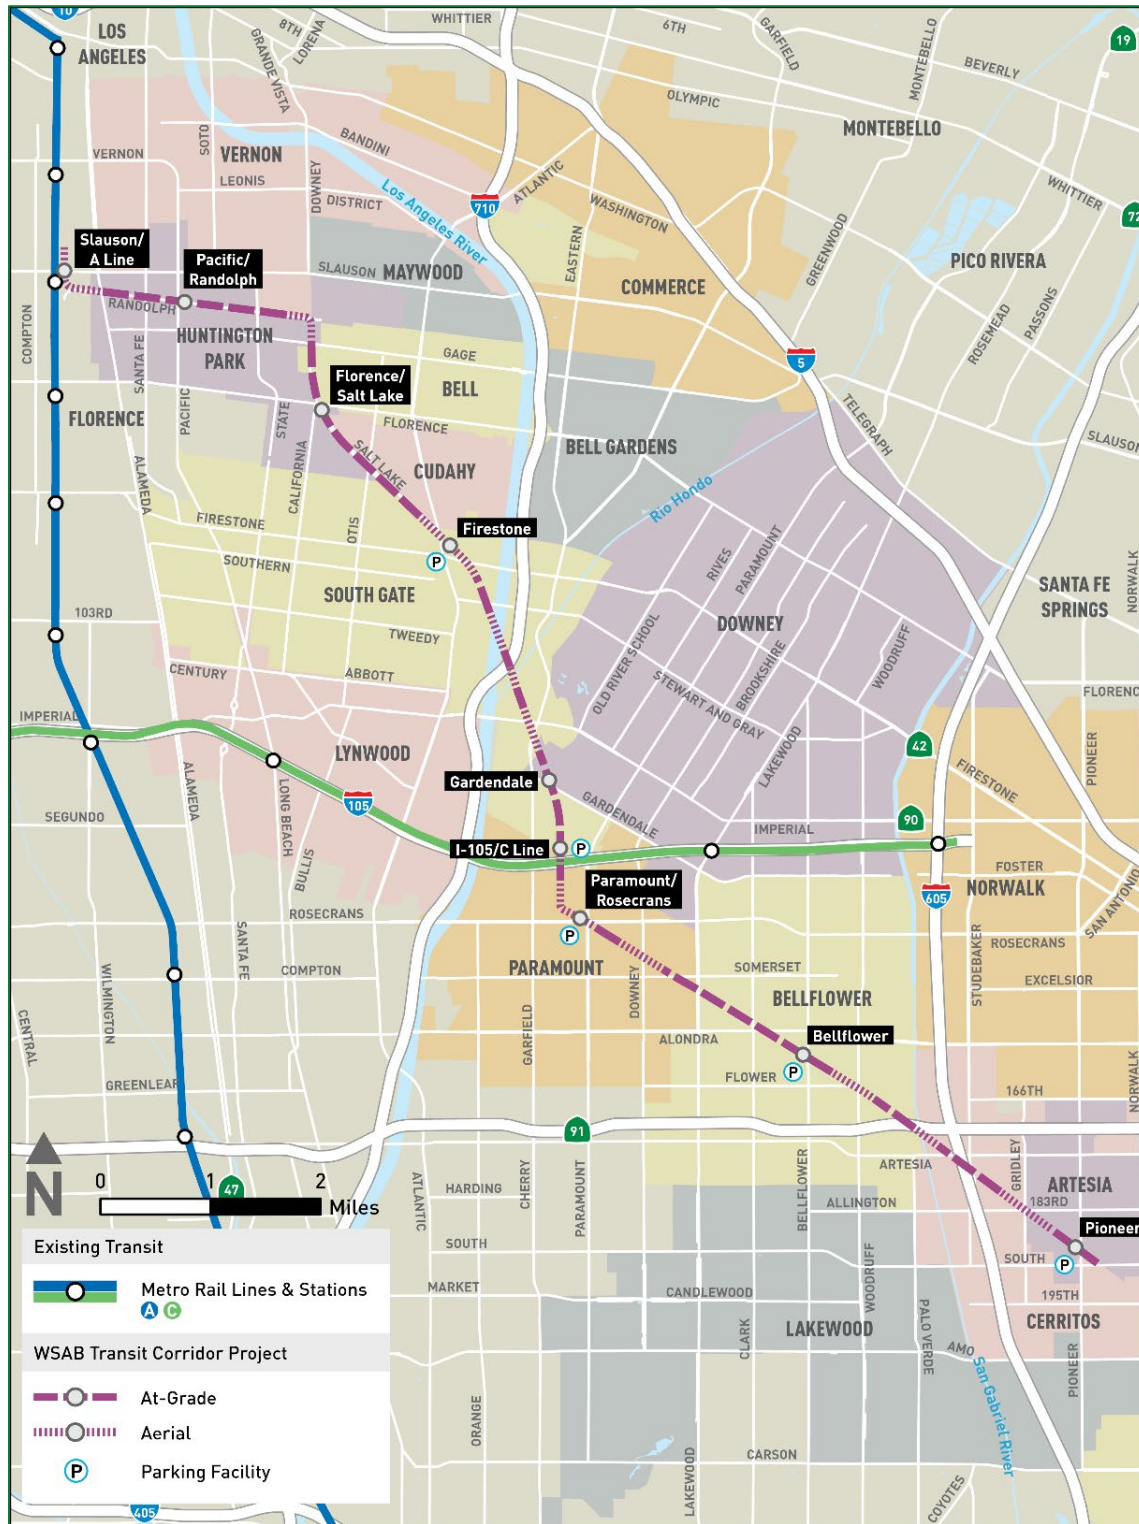 10
LOS
ANGELES
8TH
LORENA
WHITTIER
6TH
GARFIELD
MONTEBELLO
19
GRANDE VISTA
BEVERLY
OLYMPIC
SOTO
BANDINI
MONTEBELLO
VERNON
VERNON
LEONIS
DOWNEY
DISTRICT
Los Angeles River
710
ATLANTIC
WASHINGTON
WHITTIER
72
Slauson/
A Line
Pacific/
Randolph
SLAUSON
MAYWOOD
EASTERN
COMMERCE
GREENWOOD
PICO RIVERA
ROSEMEAD
PASSONS
RANDOLPH
HUNTINGTON
PARK
COMPTON
SANTA FE
GAGE
BELL
5
Florence/
Salt Lake
PACIFIC
STATE
FLORENCE
FLORENCE
TELEGRAPH
SLAUSON
BELL GARDENS
SALT LAKE
CUDAHY
CALIFORNIA
ALAMEDA
Rio Hondo
FIRESTONE
OTIS
Firestone
P
SOUTHERN
RIVES
PARAMOUNT
SOUTH GATE
SANTA FE
SPRINGS
NORWALK
103RD
TWEEDY
DOWNEY
OLD RIVER SCHOOL
BROOKSHIRE
WOODRUFF
CENTURY
ABBOTT
STEWART AND GRAY
FLORENC
IMPERIAL
LYNWOOD
LAKEWOOD
42
PIONEER
FIRESTONE
ALAMEDA
LONG BEACH
105
Gardendale
GARDENDALE
SEGUNDO
BULLIS
I-105/C Line
P
IMPERIAL
90
FOSTER
Paramount/
Rosecrans
605
NORWALK
SAN ANTONIO
ROSECRANS
P
ROSECRANS
SANTA FE
COMPTON
PARAMOUNT
DOWNEY
SOMERSET
STUDEBAKER
EXCELSIOR
WILMINGTON
BELLFLOWER
CENTRAL
GARFIELD
ALONDRA
Bellflower
P
GREENLEAF
FLOWER
166TH
NORWALK
91
N
0
1
2
Miles
47
ATLANTIC
HARDING
CHERRY
PARAMOUNT
BELLFLOWER
ARTESIA
GRIDLEY
ARTESIA
ALLINGTON
183RD
Pioneer
SOUTH
SOUTH
P
WOODRUFF
MARKET
CANDLEWOOD
195TH
LAKEWOOD
CERRITOS
CLARK
PALO VERDE
AMO
PIONEER
San Gabriel River
ORANGE
LAKEWOOD
CARSON
COYOTES
Existing Transit
Metro Rail Lines & Stations
A C
WSAB Transit Corridor Project
At-Grade
Aerial
P Parking Facility
405